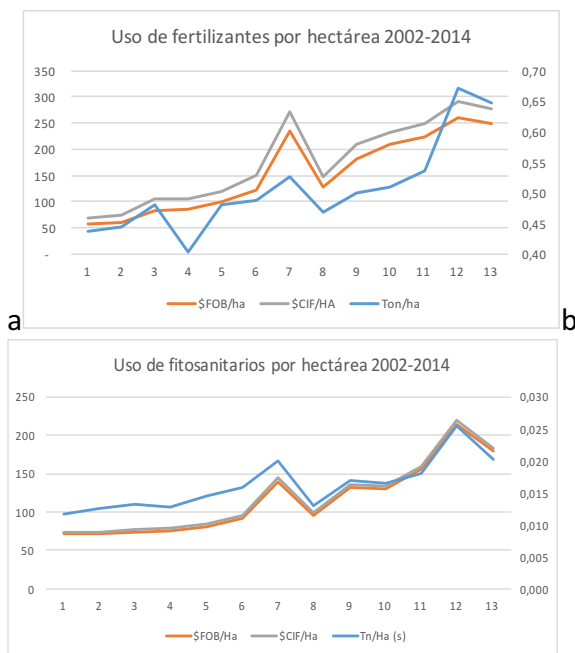 Uso de fertilizantes por hectárea 2002-2014
350 0,70
300 0,65
250 0,60
200 0,55
150 0,50
100 0,45
50
- 0,40
1 2 3 4 5 6 7 8 9 10 11 12 13
$FOB/ha $CIF/HA Ton/ha
a b
Uso de fitosanitarios por hectárea 2002-2014
250 0,030
200 0,025
0,020
150
0,015
100
0,010
50 0,005
0 0,000
1 2 3 4 5 6 7 8 9 10 11 12 13
$FOB/Ha $CIF/Ha Tn/Ha (s)